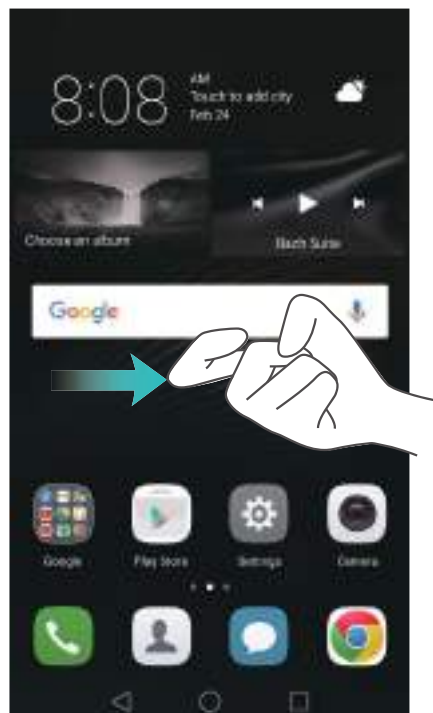 8:08
AM
Touch to add city
Feb 24
Choose an album
Bach Suite
Google
Google
Play Store
Settings
Camera